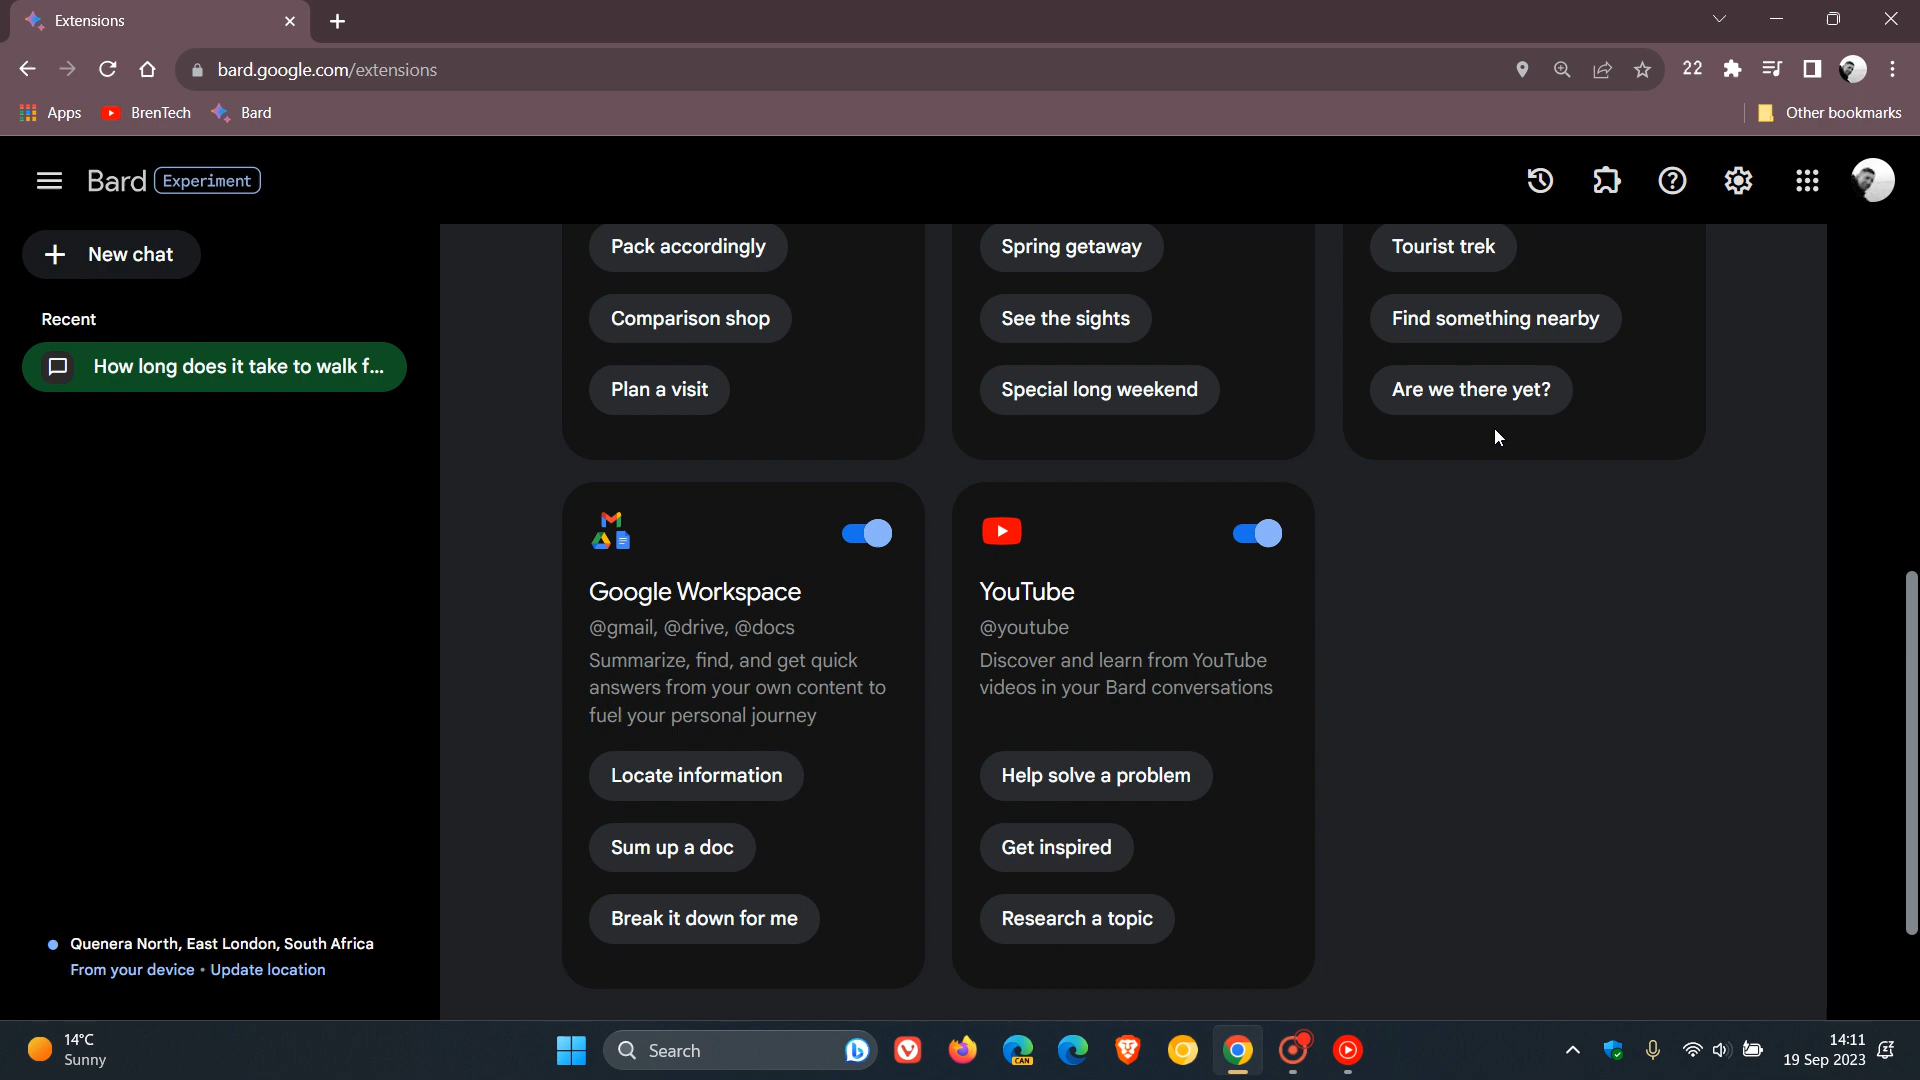 Extensions
bard.google.com/extensions
22
Apps
BrenTech
Bard
Other bookmarks
Bard
Experiment
New chat
Recent
How long does it take to walk f...
Pack accordingly
Comparison shop
Plan a visit
Spring getaway
See the sights
Special long weekend
Tourist trek
Find something nearby
Are we there yet?
Google Workspace
@gmail, @drive, @docs
Summarize, find, and get quick
answers from your own content to
fuel your personal journey
Locate information
Sum up a doc
Break it down for me
YouTube
@youtube
Discover and learn from YouTube
videos in your Bard conversations
Help solve a problem
Get inspired
Research a topic
Quenera North, East London, South Africa
From your device • Update location
14°C
Sunny
Search
CAN
14:11
19 Sep 2023